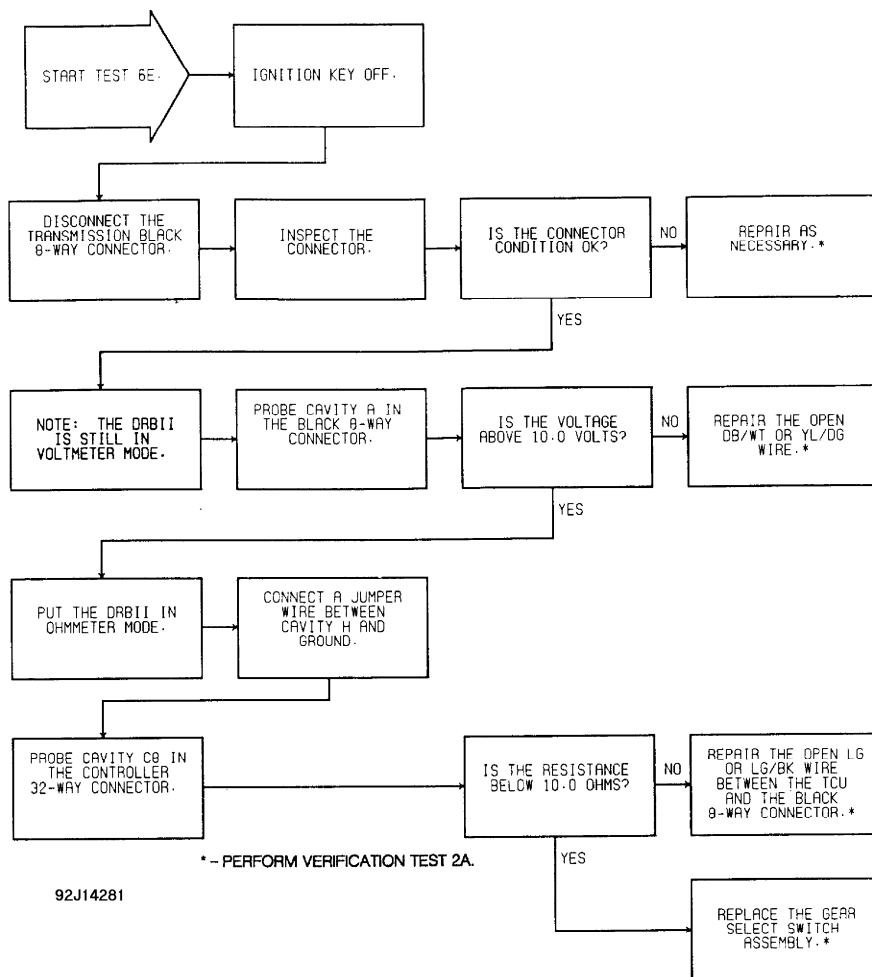 START TEST 6E.
IGNITION KEY OFF.
DISCONNECT THE
TRANSMISSION BLACK
8-WAY CONNECTOR.
INSPECT THE
CONNECTOR.
IS THE CONNECTOR
CONDITION OK?
NO
REPAIR AS
NECESSARY.*
YES
NOTE: THE DRBII
IS STILL IN
VOLTMETER MODE.
PROBE CAVITY A IN
THE BLACK 8-WAY
CONNECTOR.
IS THE VOLTAGE
ABOVE 10.0 VOLTS?
NO
REPAIR THE OPEN
DB/WT OR YL/DG
WIRE.*
YES
PUT THE DRBII IN
OHMMETER MODE.
CONNECT A JUMPER
WIRE BETWEEN
CAVITY H AND
GROUND.
PROBE CAVITY C8 IN
THE CONTROLLER
32-WAY CONNECTOR.
IS THE RESISTANCE
BELOW 10.0 OHMS?
NO
REPAIR THE OPEN LG
OR LG/BK WIRE
BETWEEN THE TCU
AND THE BLACK
8-WAY CONNECTOR.*
YES
* - PERFORM VERIFICATION TEST 2A.
92J14281
REPLACE THE GEAR
SELECT SWITCH
ASSEMBLY.*